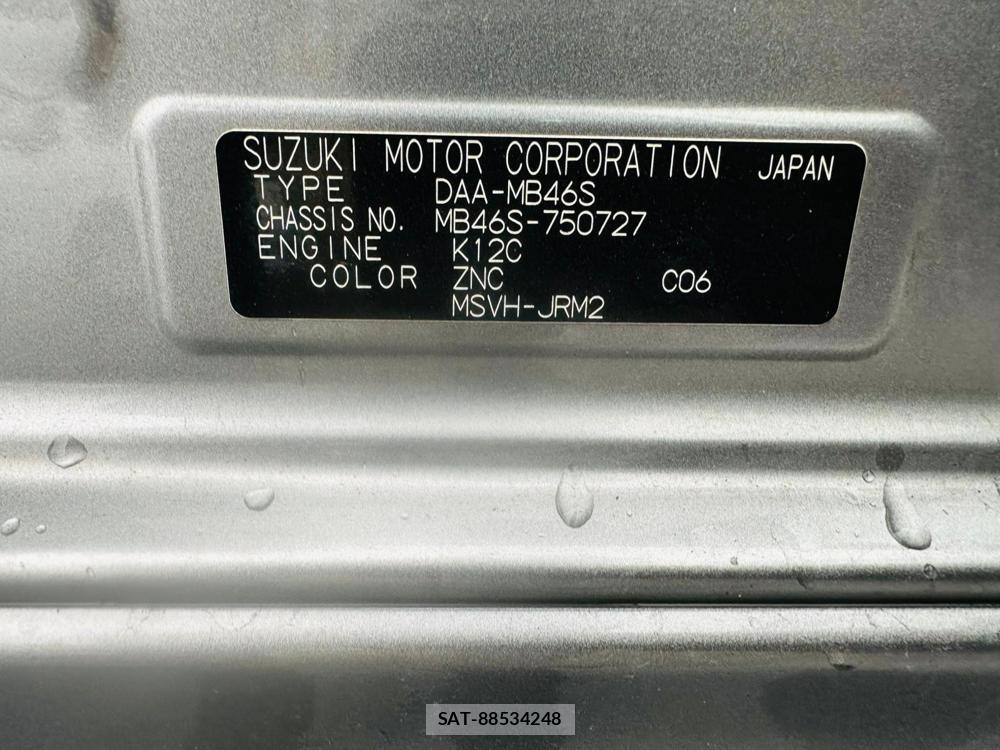 SUZUKI MOTOR CORPORATION JAPAN
TYPE DAA-MB46S
CHASSIS NO. MB46S-750727
ENGINE K12C
COLOR ZNC C06
MSVH-JRM2
SAT-88534248